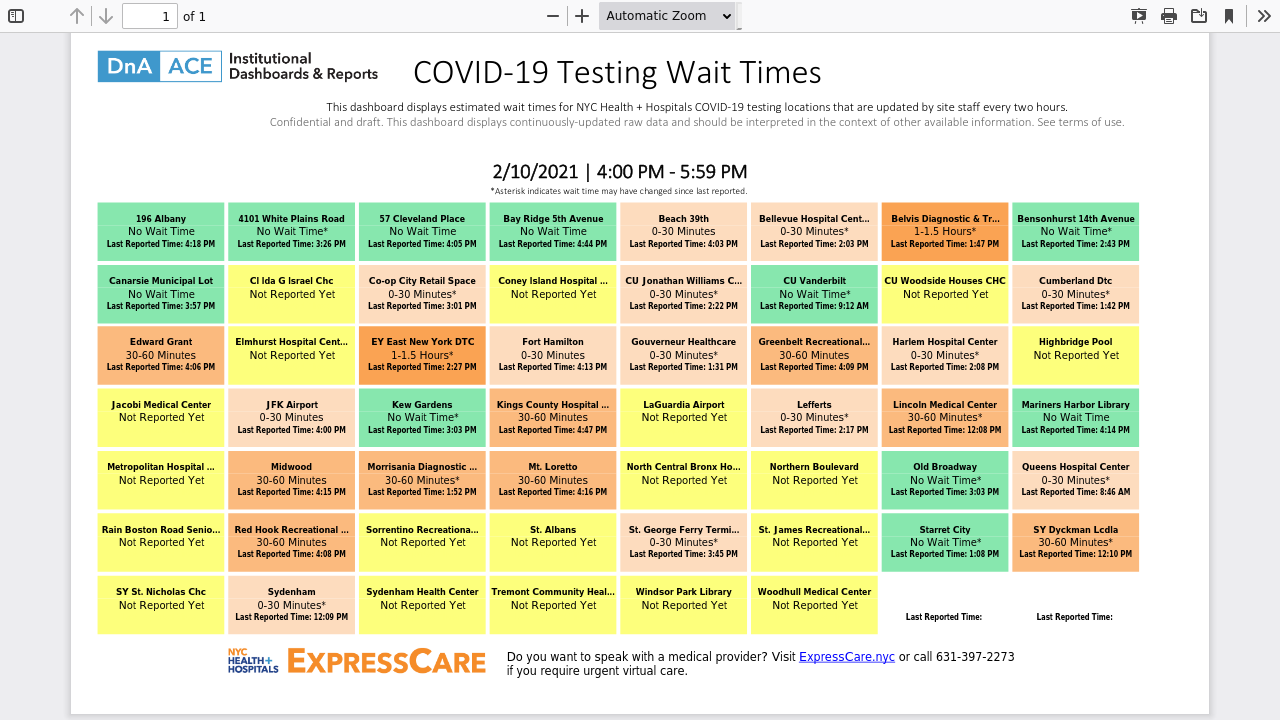 1 of 1
Automatic Zoom
DnA ACE Institutional
Dashboards & Reports
COVID-19 Testing Wait Times
This dashboard displays estimated wait times for NYC Health + Hospitals COVID-19 testing locations that are updated by site staff every two hours.
Confidential and draft. This dashboard displays continuously-updated raw data and should be interpreted in the context of other available information. See terms of use.
2/10/2021 | 4:00 PM - 5:59 PM
*Asterisk indicates wait time may have changed since last reported.
196 Albany
No Wait Time
Last Reported Time: 4:18 PM
4101 White Plains Road
No Wait Time*
Last Reported Time: 3:26 PM
57 Cleveland Place
No Wait Time
Last Reported Time: 4:05 PM
Bay Ridge 5th Avenue
No Wait Time
Last Reported Time: 4:44 PM
Beach 39th
0-30 Minutes
Last Reported Time: 4:03 PM
Bellevue Hospital Cent...
0-30 Minutes*
Last Reported Time: 2:03 PM
Belvis Diagnostic & Tr...
1-1.5 Hours*
Last Reported Time: 1:47 PM
Bensonhurst 14th Avenue
No Wait Time*
Last Reported Time: 2:43 PM
Canarsie Municipal Lot
No Wait Time
Last Reported Time: 3:57 PM
Cl Ida G Israel Chc
Not Reported Yet
Co-op City Retail Space
0-30 Minutes*
Last Reported Time: 3:01 PM
Coney Island Hospital ...
Not Reported Yet
CU Jonathan Williams C...
0-30 Minutes*
Last Reported Time: 2:22 PM
CU Vanderbilt
No Wait Time*
Last Reported Time: 9:12 AM
CU Woodside Houses CHC
Not Reported Yet
Cumberland Dtc
0-30 Minutes*
Last Reported Time: 1:42 PM
Edward Grant
30-60 Minutes
Last Reported Time: 4:06 PM
Elmhurst Hospital Cent...
Not Reported Yet
EY East New York DTC
1-1.5 Hours*
Last Reported Time: 2:27 PM
Fort Hamilton
0-30 Minutes
Last Reported Time: 4:13 PM
Gouverneur Healthcare
0-30 Minutes*
Last Reported Time: 1:31 PM
Greenbelt Recreational...
30-60 Minutes
Last Reported Time: 4:09 PM
Harlem Hospital Center
0-30 Minutes*
Last Reported Time: 2:08 PM
Highbridge Pool
Not Reported Yet
Jacobi Medical Center
Not Reported Yet
JFK Airport
0-30 Minutes
Last Reported Time: 4:00 PM
Kew Gardens
No Wait Time*
Last Reported Time: 3:03 PM
Kings County Hospital ...
30-60 Minutes
Last Reported Time: 4:47 PM
LaGuardia Airport
Not Reported Yet
Lefferts
0-30 Minutes*
Last Reported Time: 2:17 PM
Lincoln Medical Center
30-60 Minutes*
Last Reported Time: 12:08 PM
Mariners Harbor Library
No Wait Time
Last Reported Time: 4:14 PM
Metropolitan Hospital ...
Not Reported Yet
Midwood
30-60 Minutes
Last Reported Time: 4:15 PM
Morrisania Diagnostic ...
30-60 Minutes*
Last Reported Time: 1:52 PM
Mt. Loretto
30-60 Minutes
Last Reported Time: 4:16 PM
North Central Bronx Ho...
Not Reported Yet
Northern Boulevard
Not Reported Yet
Old Broadway
No Wait Time*
Last Reported Time: 3:03 PM
Queens Hospital Center
0-30 Minutes*
Last Reported Time: 8:46 AM
Rain Boston Road Senio...
Not Reported Yet
Red Hook Recreational ...
30-60 Minutes
Last Reported Time: 4:08 PM
Sorrentino Recreationa...
Not Reported Yet
St. Albans
Not Reported Yet
St. George Ferry Termi...
0-30 Minutes*
Last Reported Time: 3:45 PM
St. James Recreational...
Not Reported Yet
Starret City
No Wait Time*
Last Reported Time: 1:08 PM
SY Dyckman Lcdla
30-60 Minutes*
Last Reported Time: 12:10 PM
SY St. Nicholas Chc
Not Reported Yet
Sydenham
0-30 Minutes*
Last Reported Time: 12:09 PM
Sydenham Health Center
Not Reported Yet
Tremont Community Heal...
Not Reported Yet
Windsor Park Library
Not Reported Yet
Woodhull Medical Center
Not Reported Yet
Last Reported Time:
Last Reported Time:
NYC
HEALTH+
HOSPITALS
EXPRESSCARE
Do you want to speak with a medical provider? Visit ExpressCare.nyc or call 631-397-2273
if you require urgent virtual care.